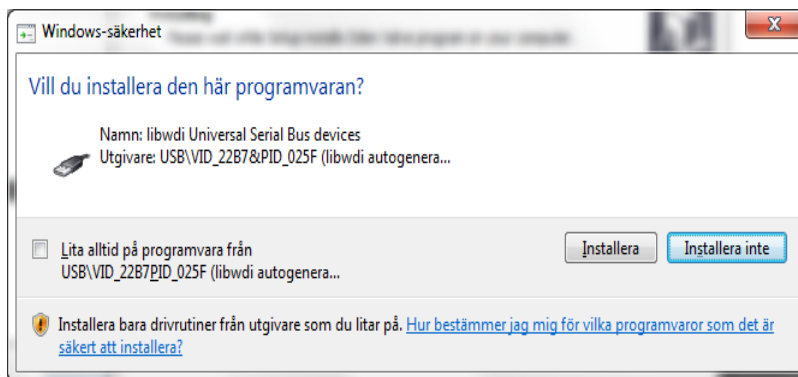 Windows-säkerhet
Vill du installera den här programvaran?
Namn: libwdi Universal Serial Bus devices
Utgivare: USB\VID_22B7&PID_025F (libwdi autogenera...
Lita alltid på programvara från
USB\VID_22B7PID_025F (libwdi autogenera...
Installera
Installera inte
Installera bara drivrutiner från utgivare som du litar på. Hur bestämmer jag mig för vilka programvaror som det är
säkert att installera?